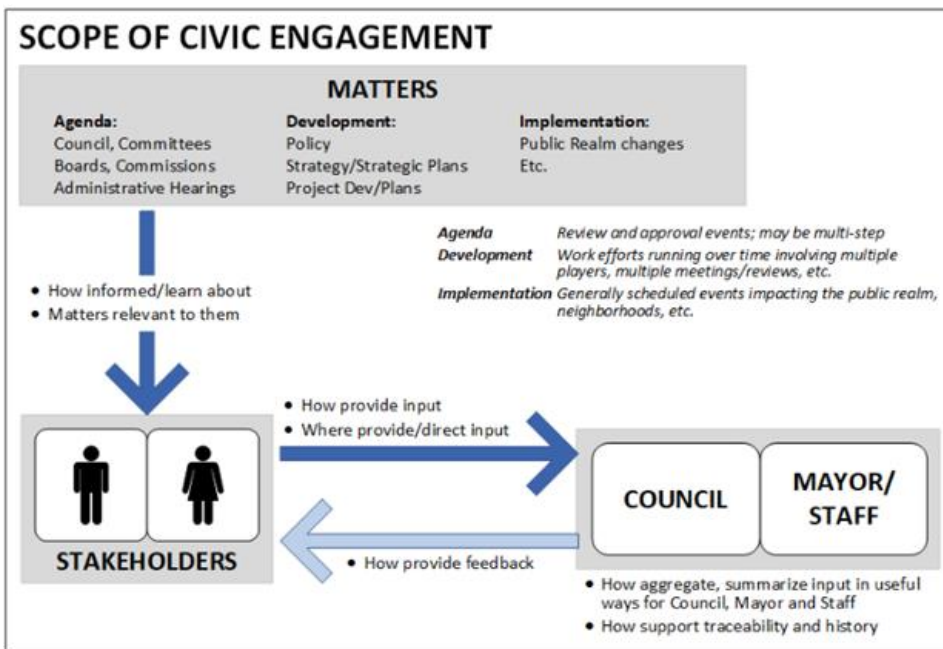 SCOPE OF CIVIC ENGAGEMENT
MATTERS
Agenda:
Council, Committees
Boards, Commissions
Administrative Hearings
Development:
Policy
Strategy/Strategic Plans
Project Dev/Plans
Implementation:
Public Realm changes
Etc.
Agenda Review and approval events; may be multi-step
Development Work efforts running over time involving multiple
players, multiple meetings/reviews, etc.
Implementation Generally scheduled events impacting the public realm,
neighborhoods, etc.
• How informed/learn about
• Matters relevant to them
• How provide input
• Where provide/direct input
STAKEHOLDERS
COUNCIL
MAYOR/
STAFF
• How provide feedback
• How aggregate, summarize input in useful
ways for Council, Mayor and Staff
• How support traceability and history